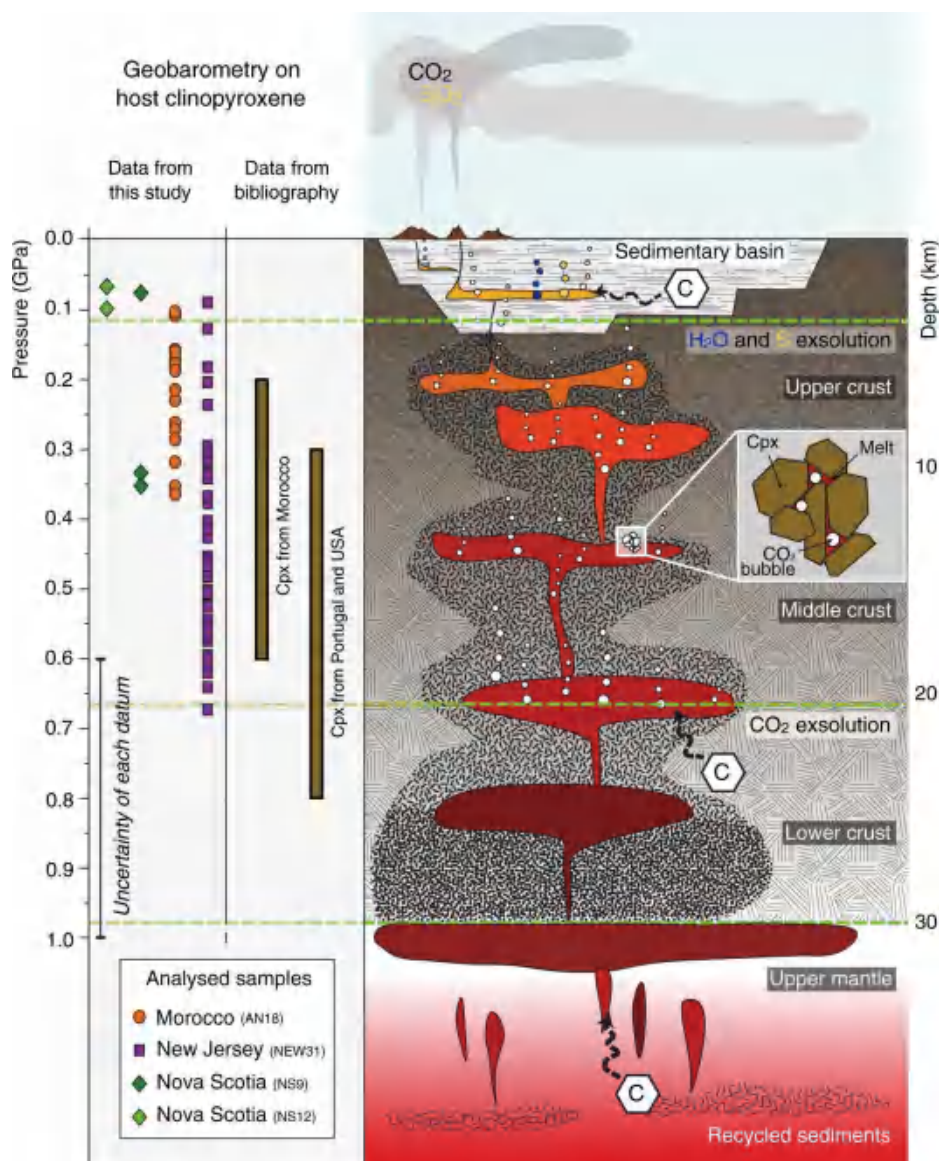 Geobarometry on
host clinopyroxene
Data from
this study
Data from
bibliography
CO2
SO2
Pressure (GPa)
0.0
0.1
0.2
0.3
0.4
0.5
0.6
0.7
0.8
0.9
1.0
Uncertainty of each datum
Cpx from Morocco
Cpx from Portugal and USA
Sedimentary basin
C
H2O and S exsolution
Upper crust
Cpx
Melt
CO2
bubble
Middle crust
CO2 exsolution
C
Lower crust
Upper mantle
C
Recycled sediments
Depth (km)
10
20
30
Analysed samples
Morocco (AN18)
New Jersey (NEW31)
Nova Scotia (NS9)
Nova Scotia (NS12)